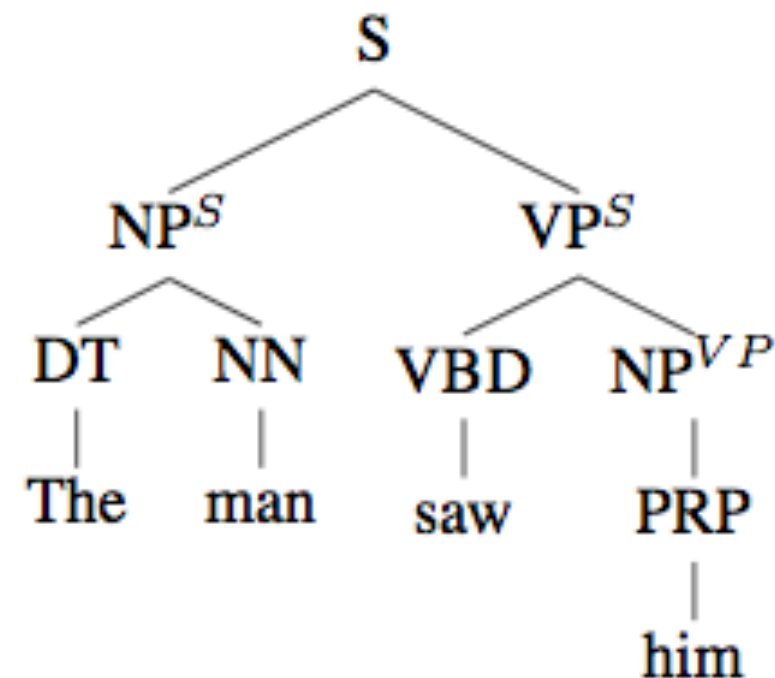 S
NP^S VP^S
DT NN VBD NP^VP
The man saw PRP
him